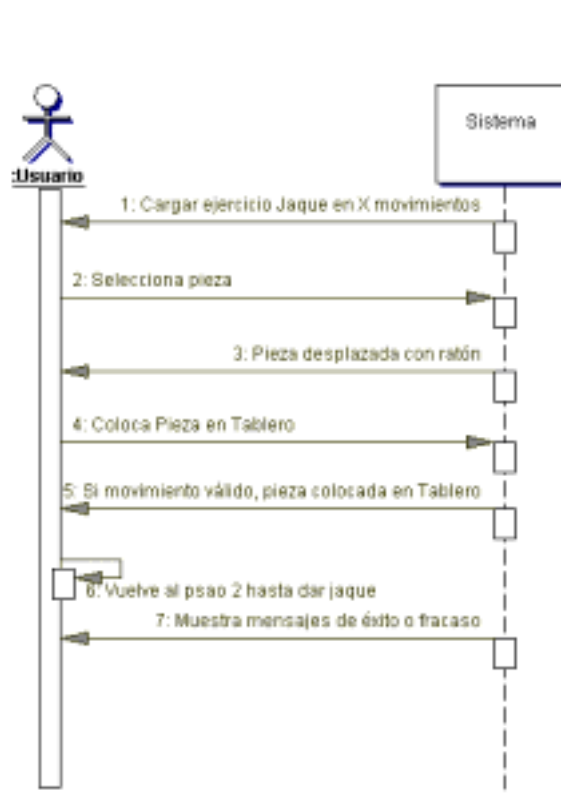 Sistema
:Usuario
1: Cargar ejercicio Jaque en X movimientos
2: Selecciona pieza
3: Pieza desplazada con ratón
4: Coloca Pieza en Tablero
5: Si movimiento válido, pieza colocada en Tablero
6: Vuelve al psao 2 hasta dar jaque
7: Muestra mensajes de éxito o fracaso